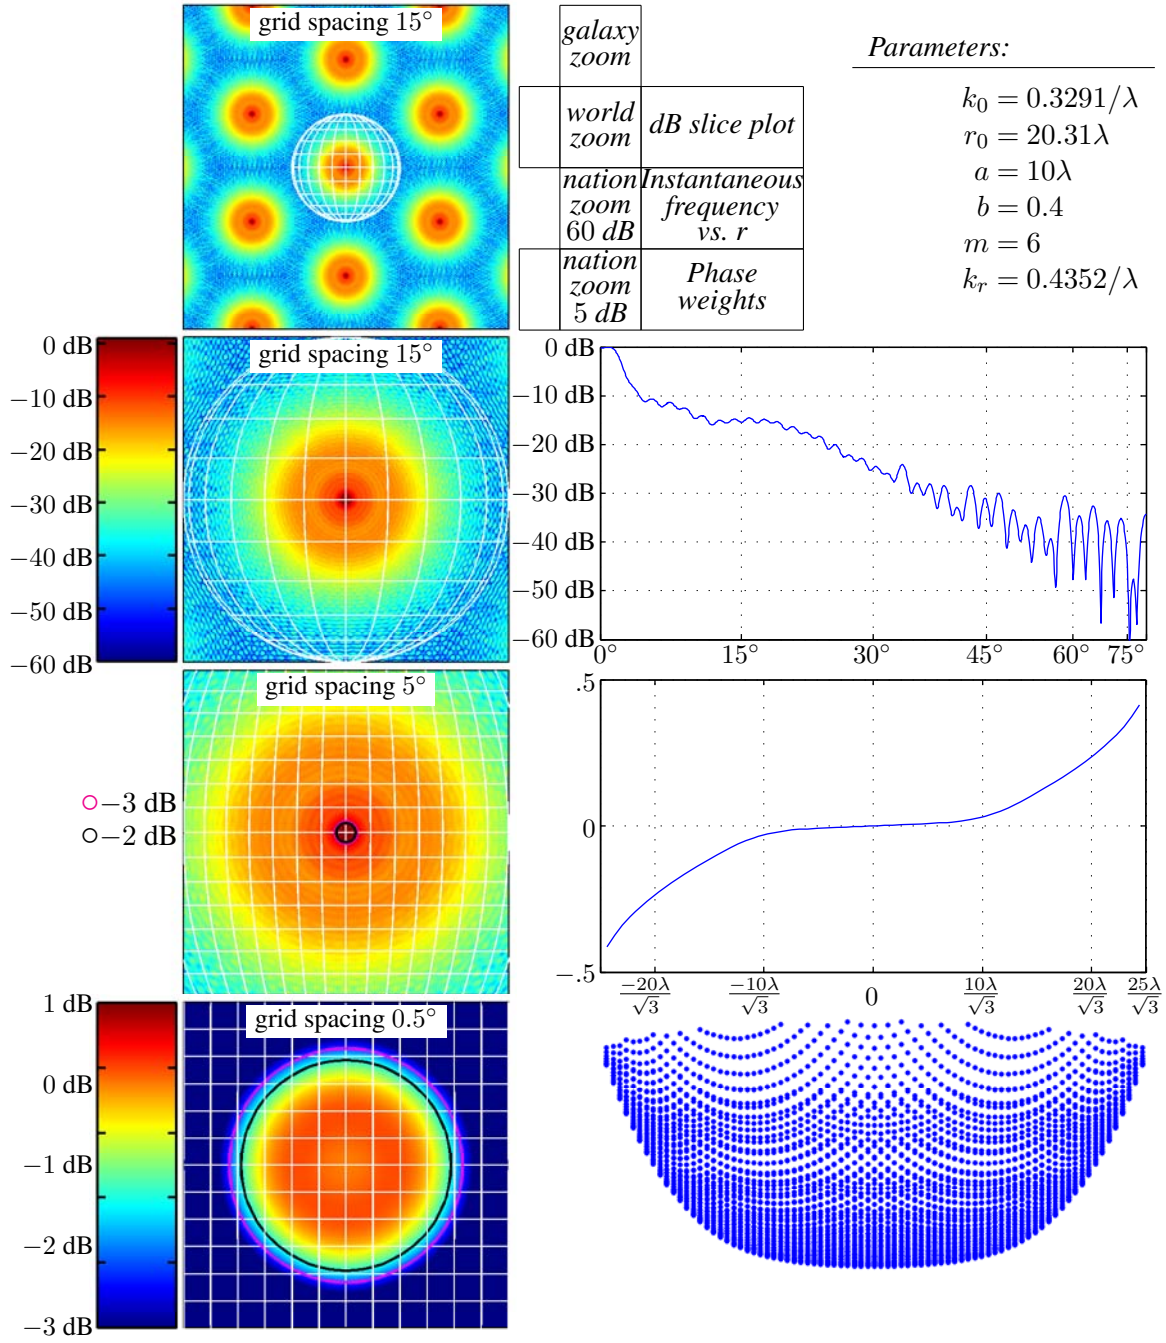 grid spacing 15°
galaxy
zoom
world
zoom
dB slice plot
nation
zoom
60 dB
Instantaneous
frequency
vs. r
nation
zoom
5 dB
Phase
weights
Parameters:
k₀ = 0.3291/λ
r₀ = 20.31λ
a = 10λ
b = 0.4
m = 6
kᵣ = 0.4352/λ
0 dB
−10 dB
−20 dB
−30 dB
−40 dB
−50 dB
−60 dB
grid spacing 15°
0 dB
−10 dB
−20 dB
−30 dB
−40 dB
−50 dB
−60 dB
0° 15° 30° 45° 60° 75°
−3 dB
−2 dB
grid spacing 5°
.5
0
−.5
−20λ/√3 −10λ/√3 0 10λ/√3 20λ/√3 25λ/√3
1 dB
0 dB
−1 dB
−2 dB
−3 dB
grid spacing 0.5°